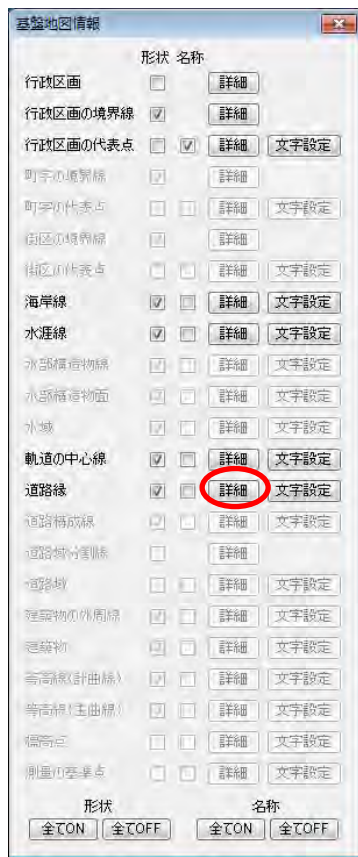 基盤地図情報
形状 名称
行政区画 詳細
行政区画の境界線 詳細
行政区画の代表点 詳細 文字設定
町字の境界線 詳細
町字の代表点 詳細 文字設定
街区の境界線 詳細
街区の代表点 詳細 文字設定
海岸線 詳細 文字設定
水涯線 詳細 文字設定
水部構造物線 詳細 文字設定
水部構造物面 詳細 文字設定
水域 詳細 文字設定
軌道の中心線 詳細 文字設定
道路縁 詳細 文字設定
道路構成線 詳細 文字設定
道路域分割線 詳細
道路域 詳細 文字設定
建築物の外周線 詳細 文字設定
建築物 詳細 文字設定
等高線(計曲線) 詳細 文字設定
等高線(主曲線) 詳細 文字設定
標高点 詳細 文字設定
測量の基準点 詳細 文字設定
形状 名称
全てON 全てOFF 全てON 全てOFF